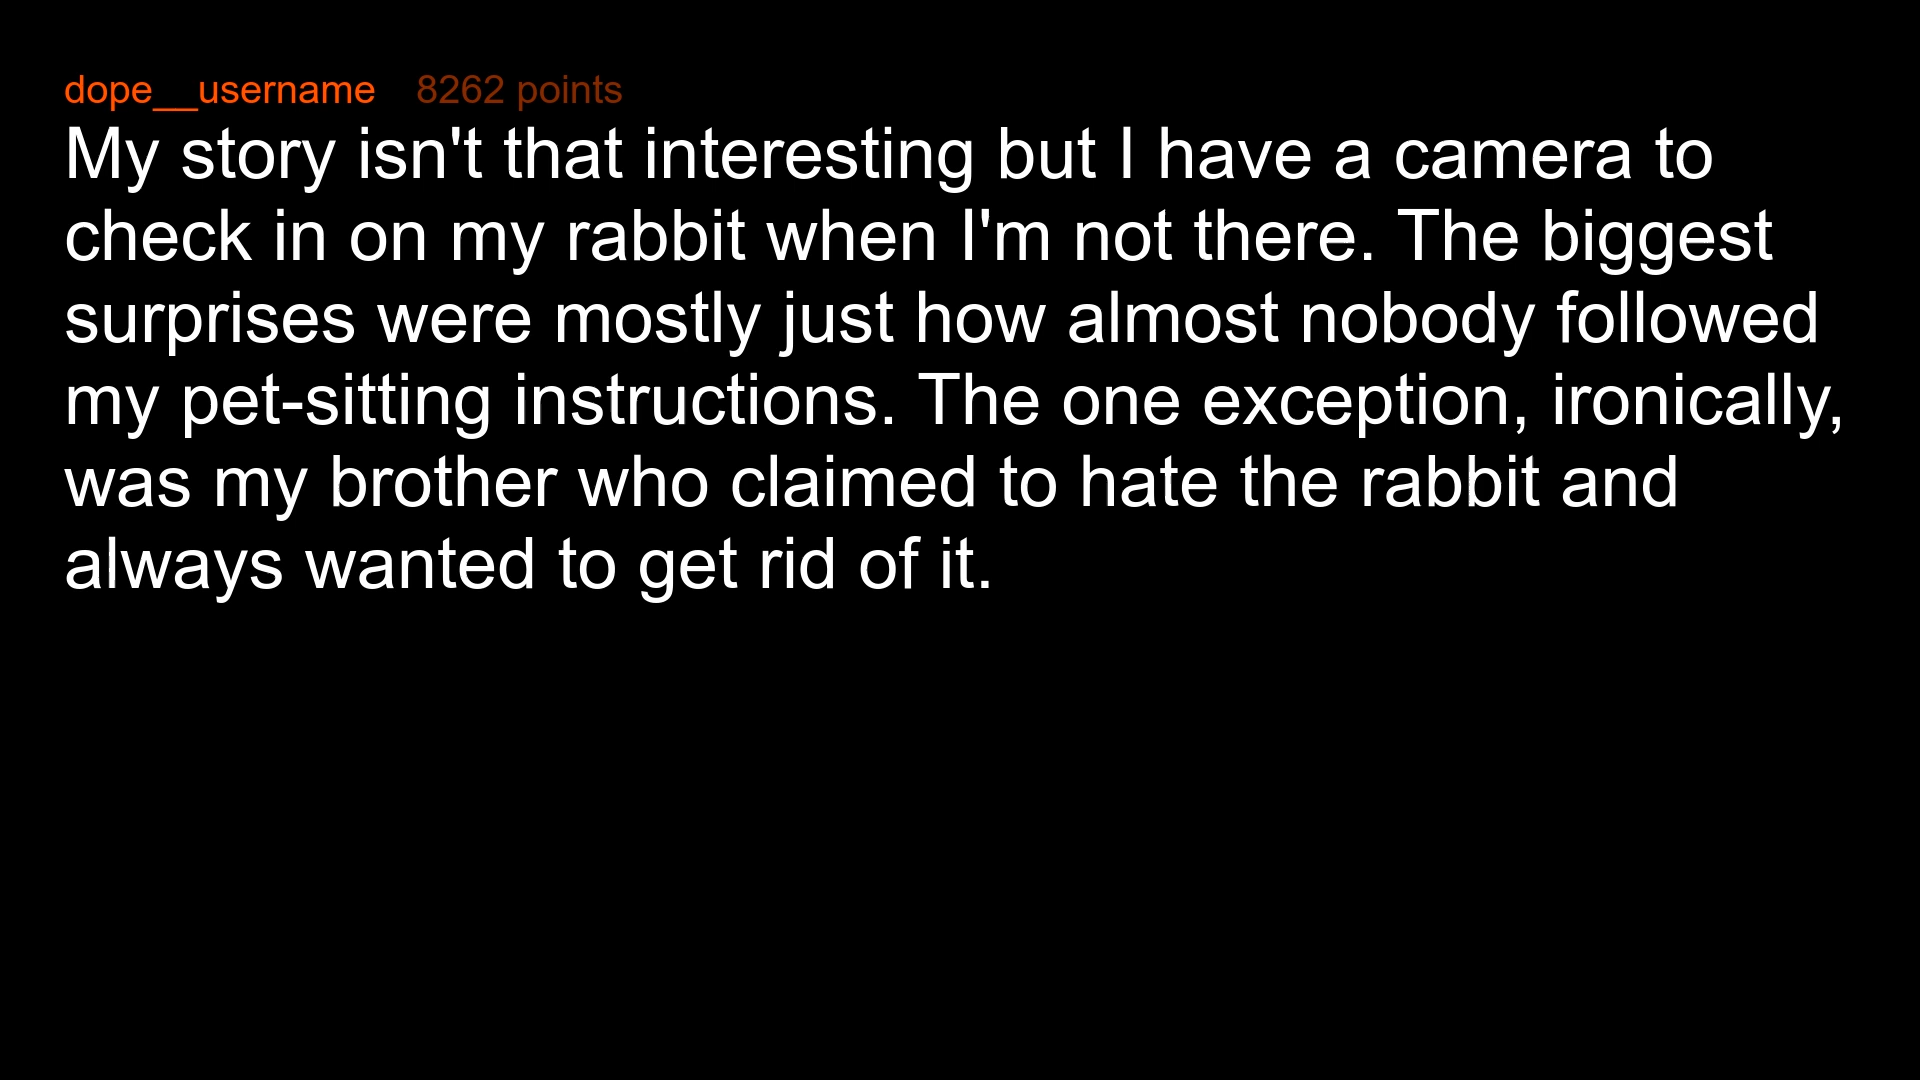 dope__username 8262 points
My story isn't that interesting but I have a camera to
check in on my rabbit when I'm not there. The biggest
surprises were mostly just how almost nobody followed
my pet-sitting instructions. The one exception, ironically,
was my brother who claimed to hate the rabbit and
always wanted to get rid of it.